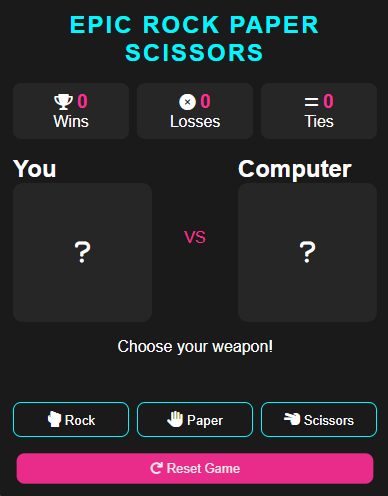 EPIC ROCK PAPER
SCISSORS
0 0 0
Wins Losses Ties
You Computer
? VS ?
Choose your weapon!
Rock Paper Scissors
Reset Game